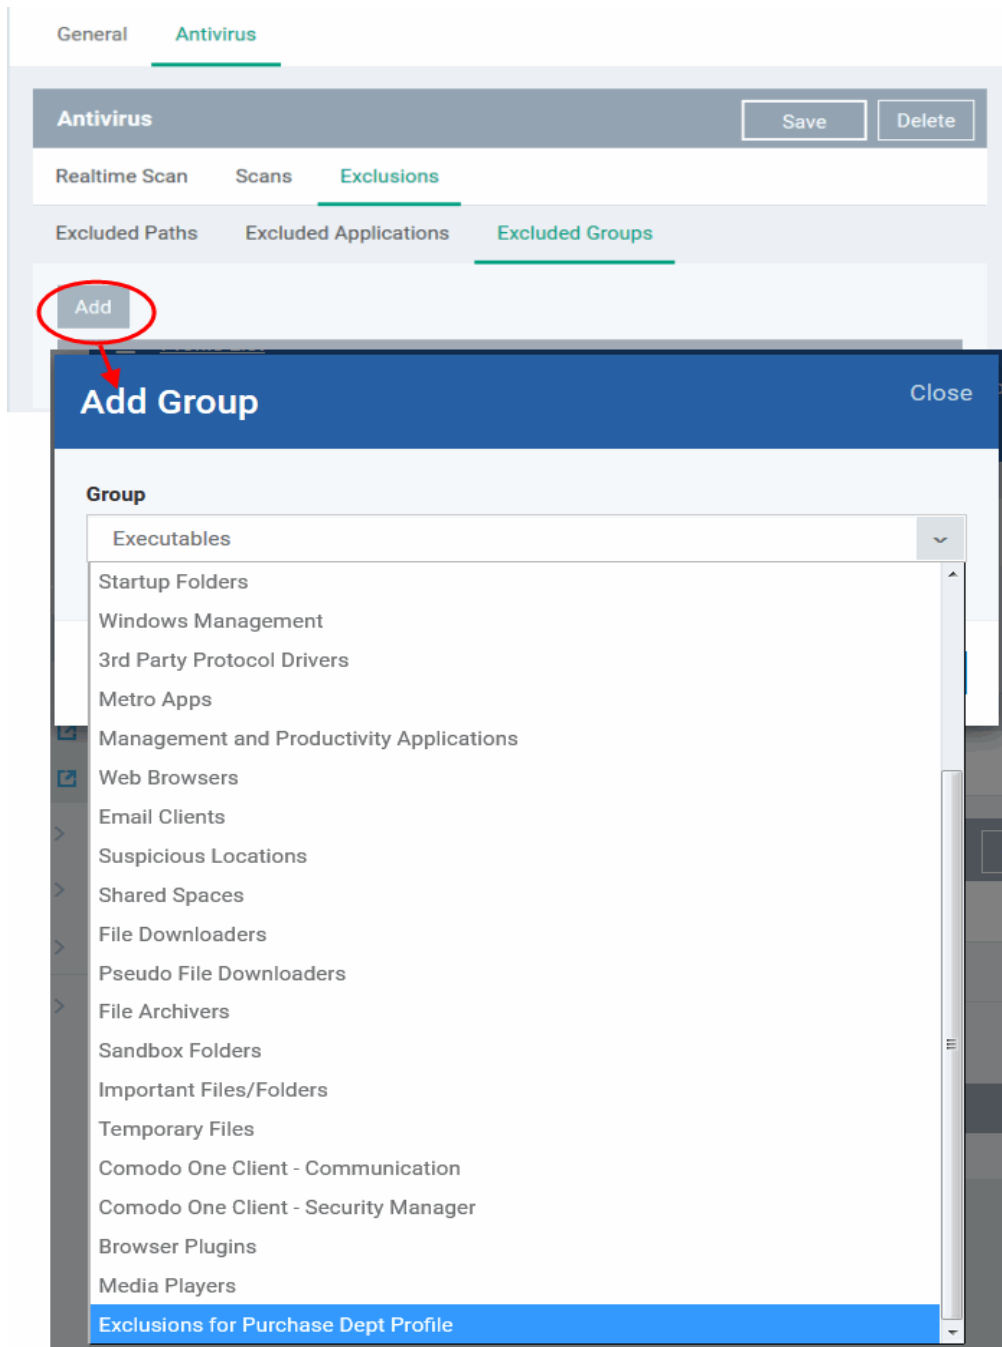 General Antivirus
Antivirus Save Delete
Realtime Scan Scans Exclusions
Excluded Paths Excluded Applications Excluded Groups
Add
Add Group Close
Group
Executables
Startup Folders
Windows Management
3rd Party Protocol Drivers
Metro Apps
Management and Productivity Applications
Web Browsers
Email Clients
Suspicious Locations
Shared Spaces
File Downloaders
Pseudo File Downloaders
File Archivers
Sandbox Folders
Important Files/Folders
Temporary Files
Comodo One Client - Communication
Comodo One Client - Security Manager
Browser Plugins
Media Players
Exclusions for Purchase Dept Profile